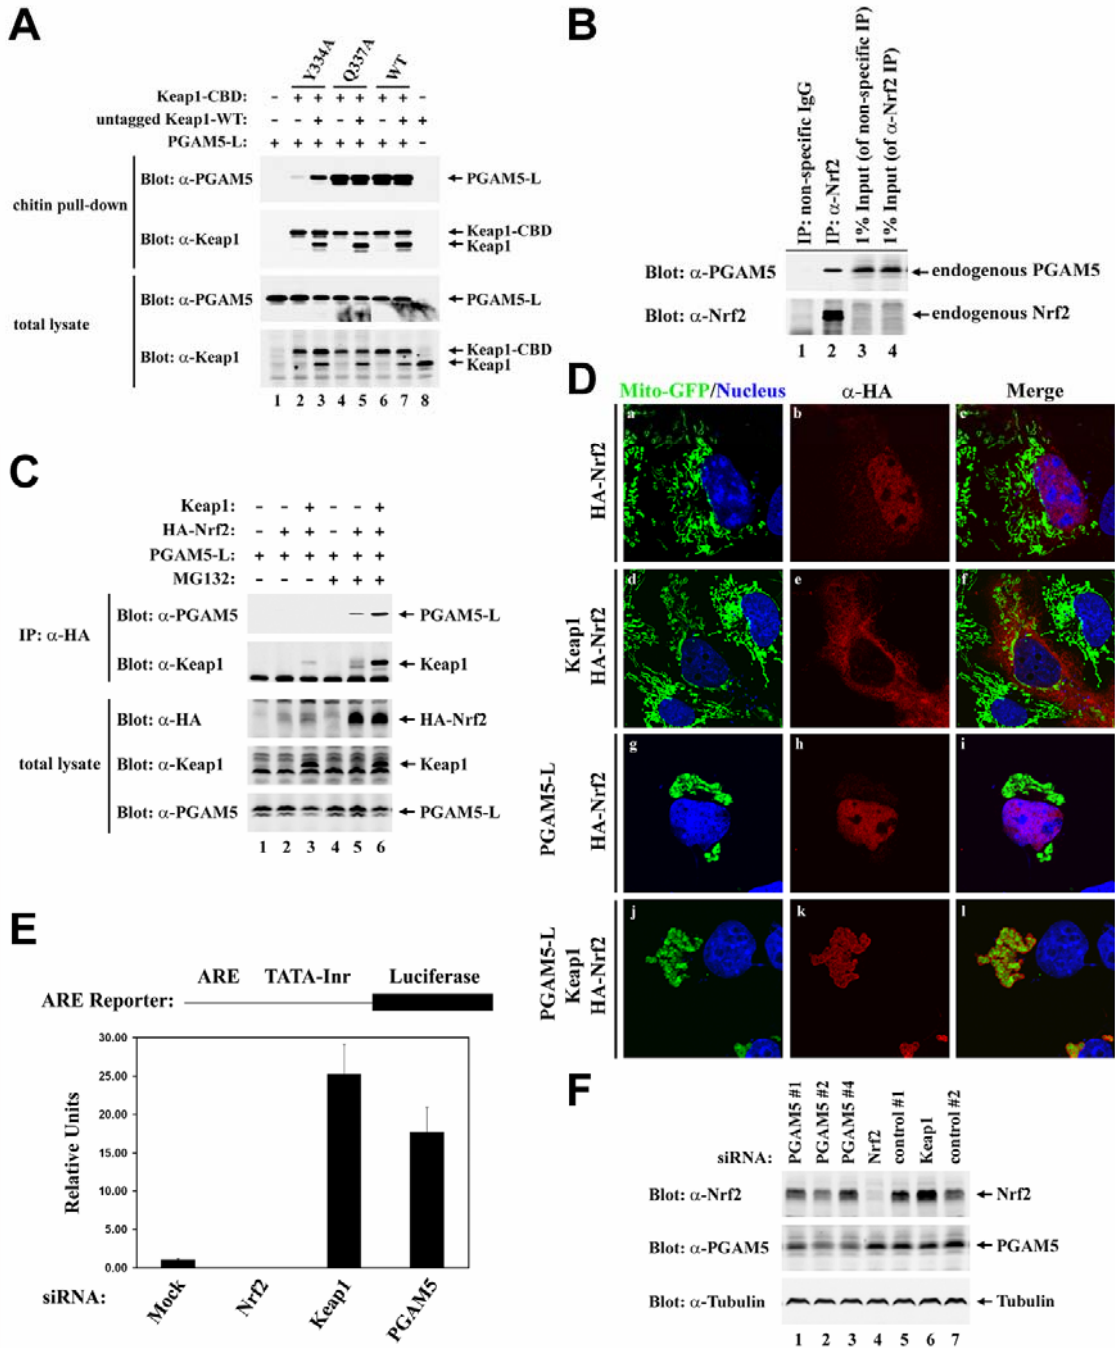 A
Y334A Q337A WT
Keap1-CBD: - + + + + + + -
untagged Keap1-WT: - - + - + - + +
PGAM5-L: + + + + + + + -
chitin pull-down
Blot: α-PGAM5 PGAM5-L
Blot: α-Keap1 Keap1-CBD
Keap1
total lysate
Blot: α-PGAM5 PGAM5-L
Blot: α-Keap1 Keap1-CBD
Keap1
1 2 3 4 5 6 7 8
B
IP: non-specific IgG
IP: α-Nrf2
1% Input (of non-specific IP)
1% Input (of α-Nrf2 IP)
Blot: α-PGAM5 endogenous PGAM5
Blot: α-Nrf2 endogenous Nrf2
1 2 3 4
C
Keap1: - - + - - +
HA-Nrf2: - + + - + +
PGAM5-L: + + + + + +
MG132: - - - + + +
IP: α-HA
Blot: α-PGAM5 PGAM5-L
Blot: α-Keap1 Keap1
total lysate
Blot: α-HA HA-Nrf2
Blot: α-Keap1 Keap1
Blot: α-PGAM5 PGAM5-L
1 2 3 4 5 6
D
Mito-GFP/Nucleus α-HA Merge
HA-Nrf2
a b c
Keap1
HA-Nrf2
d e f
PGAM5-L
HA-Nrf2
g h i
PGAM5-L
Keap1
HA-Nrf2
j k l
E
ARE TATA-Inr Luciferase
ARE Reporter:
Relative Units
30.00
25.00
20.00
15.00
10.00
5.00
0.00
siRNA: Mock Nrf2 Keap1 PGAM5
F
siRNA: PGAM5 #1 PGAM5 #2 PGAM5 #4 Nrf2 control #1 Keap1 control #2
Blot: α-Nrf2 Nrf2
Blot: α-PGAM5 PGAM5
Blot: α-Tubulin Tubulin
1 2 3 4 5 6 7